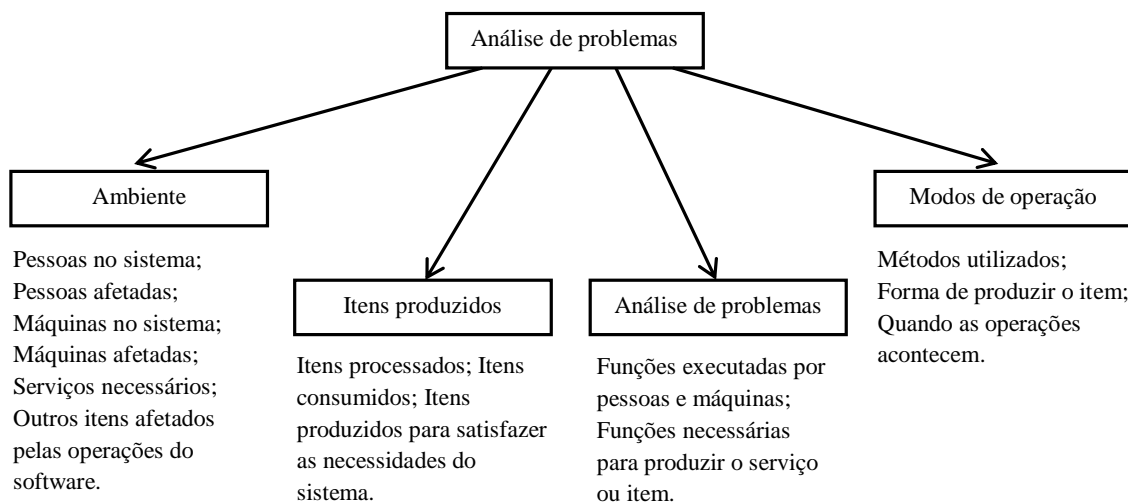 Análise de problemas
Ambiente
Pessoas no sistema;
Pessoas afetadas;
Máquinas no sistema;
Máquinas afetadas;
Serviços necessários;
Outros itens afetados
pelas operações do
software.
Itens produzidos
Itens processados; Itens
consumidos; Itens
produzidos para satisfazer
as necessidades do
sistema.
Análise de problemas
Funções executadas por
pessoas e máquinas;
Funções necessárias
para produzir o serviço
ou item.
Modos de operação
Métodos utilizados;
Forma de produzir o item;
Quando as operações
acontecem.